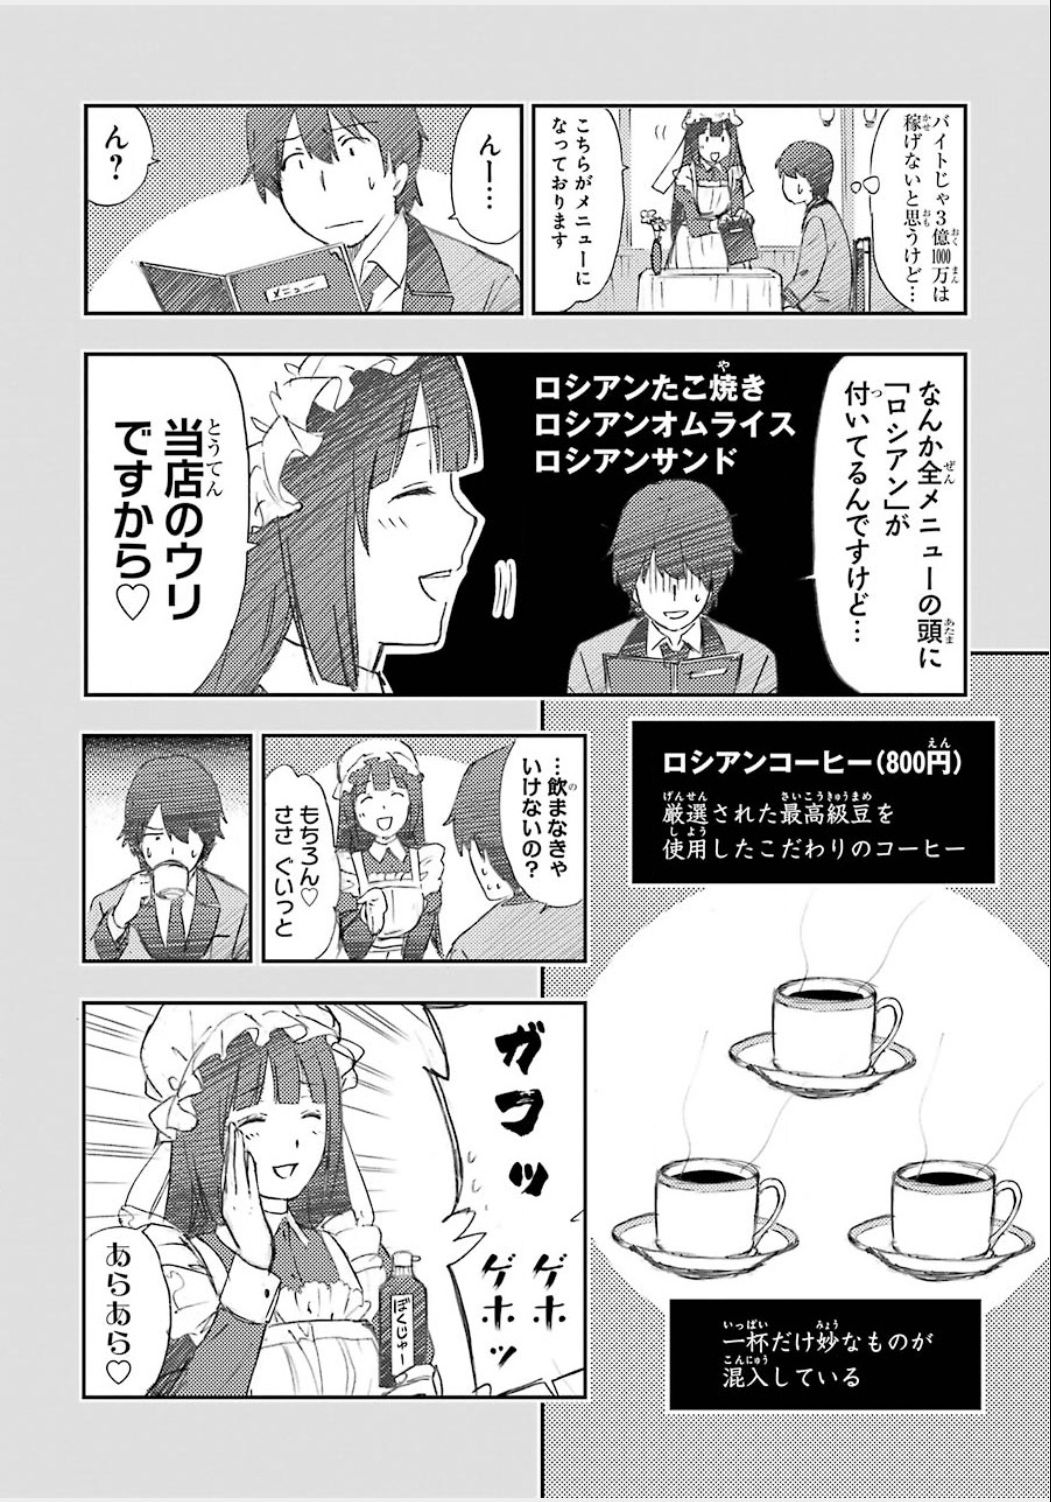 バイトじゃ3億1000万は
稼げないと思うけど…
こちらがメニューに
なっております
んー…
メニュー
ん？
なんか全メニューの頭に
「ロシアン」が
付いてるんですけど…
ロシアンたこ焼き
ロシアンオムライス
ロシアンサンド
当店のウリ
ですから♡
ロシアンコーヒー(800円)
厳選された最高級豆を
使用したこだわりのコーヒー
一杯だけ妙なものが
混入している
…飲まなきゃ
いけないの？
もちろん♡
ささ ぐいっと
ガコッ
ゲホ
ゲホッ
ぼくじゅー
あらあら♡